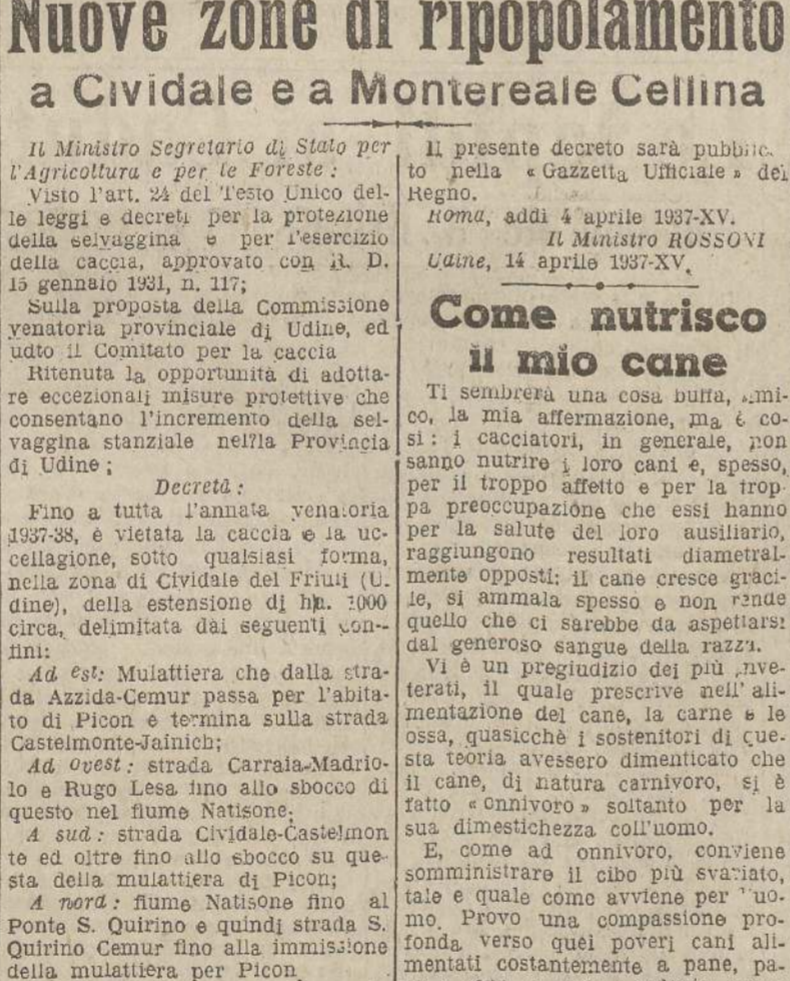 Nuove zone di ripopolamento
a Cividale e a Montereale Cellina
Il Ministro Segretario di Stato per
l'Agricoltura e per le Foreste :
Visto l'art. 24 del Testo Unico del-
le leggi e decreti per la protezione
della selvaggina e per l'esercizio
della caccia, approvato con R. D.
15 gennaio 1931, n. 117;
Sulla proposta della Commissione
venatoria provinciale di Udine, ed
udto il Comitato per la caccia
Ritenuta la opportunità di adotta-
re eccezionali misure protettive che
consentano l'incremento della sel-
vaggina stanziale nel?la Provincia
di Udine ;
Decreta :
Fino a tutta l'annata venatoria
1937-38, è vietata la caccia e la uc-
cellagione, sotto qualsiasi forma,
nella zona di Cividale del Friuli (U.
dine), della estensione di ha. 1000
circa, delimitata dai seguenti con-
fini:
Ad est: Mulattiera che dalla stra-
da Azzida-Cemur passa per l'abita-
to di Picon e termina sulla strada
Castelmonte-Jainich;
Ad ovest : strada Carraia-Madrio-
lo e Rugo Lesa fino allo sbocco di
questo nel fiume Natisone;
A sud : strada Cividale-Castelmon
te ed oltre fino allo sbocco su que-
sta della mulattiera di Picon;
A nord : fiume Natisone fino al
Ponte S. Quirino e quindi strada S.
Quirino Cemur fino alla immissione
della mulattiera per Picon
Il presente decreto sarà pubblica-
to nella « Gazzetta Ufficiale » del
Regno.
Roma, addì 4 aprile 1937-XV.
Il Ministro ROSSONI
Udine, 14 aprile 1937-XV.
Come nutrisco
il mio cane
Ti sembrerà una cosa buffa, ami-
co, la mia affermazione, ma è co-
sì : i cacciatori, in generale, non
sanno nutrire i loro cani e, spesso,
per il troppo affetto e per la trop-
pa preoccupazione che essi hanno
per la salute del loro ausiliario,
raggiungono resultati diametral-
mente opposti: il cane cresce graci-
le, si ammala spesso e non rende
quello che ci sarebbe da aspettarsi
dal generoso sangue della razza.
Vi è un pregiudizio dei più inve-
terati, il quale prescrive nell' ali-
mentazione del cane, la carne e le
ossa, quasicchè i sostenitori di que-
sta teoria avessero dimenticato che
il cane, di natura carnivoro, si è
fatto « onnivoro » soltanto per la
sua dimestichezza coll'uomo.
E, come ad onnivoro, conviene
somministrare il cibo più svariato,
tale e quale come avviene per l'uo-
mo. Provo una compassione pro-
fonda verso quei poveri cani ali-
mentati costantemente a pane, pa-